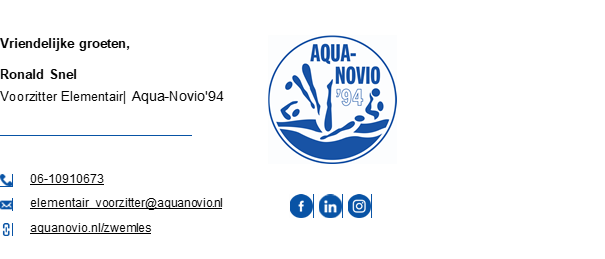 Vriendelijke groeten,
Ronald Snel
Voorzitter Elementair| Aqua-Novio'94
06-10910673
elementair_voorzitter@aquanovio.nl
aquanovio.nl/zwemles
AQUA-
NOVIO
'94